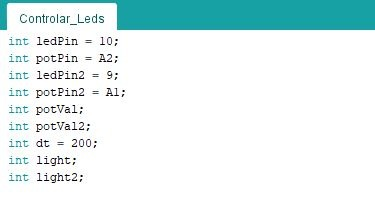 Controlar_Leds
int ledPin = 10;
int potPin = A2;
int ledPin2 = 9;
int potPin2 = A1;
int potVal;
int potVal2;
int dt = 200;
int light;
int light2;